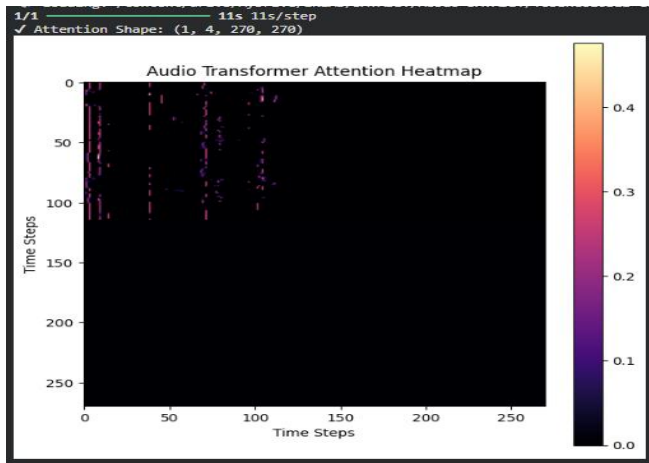 1/1 11s 11s/step
✓ Attention Shape: (1, 4, 270, 270)
Audio Transformer Attention Heatmap
0
50
100
150
200
250
Time Steps
0 50 100 150 200 250
Time Steps
0.4
0.3
0.2
0.1
0.0